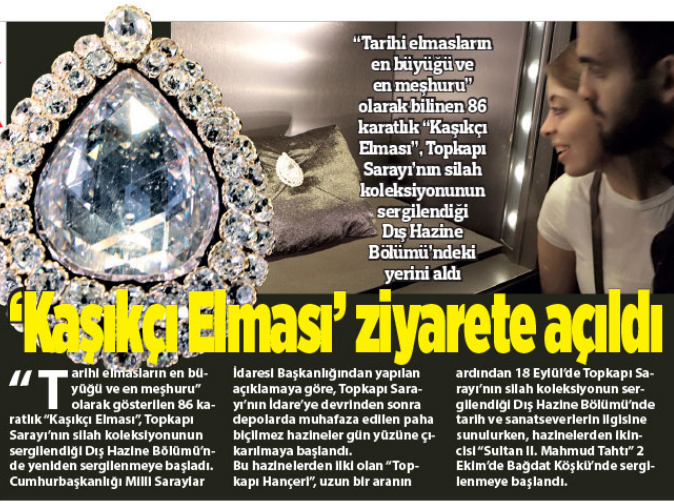 “Tarihi elmasların
en büyüğü ve
en meşhuru”
olarak bilinen 86
karatlık “Kaşıkçı
Elması”, Topkapı
Sarayı’nın silah
koleksiyonunun
sergilendiği
Dış Hazine
Bölümü’ndeki
yerini aldı
‘Kaşıkçı Elması’ ziyarete açıldı
“Tarihi elmasların en bü-
yüğü ve en meşhuru”
olarak gösterilen 86 ka-
ratlık “Kaşıkçı Elması”, Topkapı
Sarayı’nın silah koleksiyonunun
sergilendiği Dış Hazine Bölümü’n-
de yeniden sergilenmeye başladı.
Cumhurbaşkanlığı Milli Saraylar
İdaresi Başkanlığından yapılan
açıklamaya göre, Topkapı Sara-
yı’nın İdare’ye devrinden sonra
depolarda muhafaza edilen paha
biçilmez hazineler gün yüzüne çı-
karılmaya başlandı.
Bu hazinelerden ilki olan “Top-
kapı Hançeri”, uzun bir aranın
ardından 18 Eylül’de Topkapı Sa-
rayı’nın silah koleksiyonun ser-
gilendiği Dış Hazine Bölümü’nde
tarih ve sanatseverlerin ilgisine
sunulurken, hazinelerden ikin-
cisi “Sultan II. Mahmud Tahtı” 2
Ekim’de Bağdat Köşkü’nde sergi-
lenmeye başlandı.